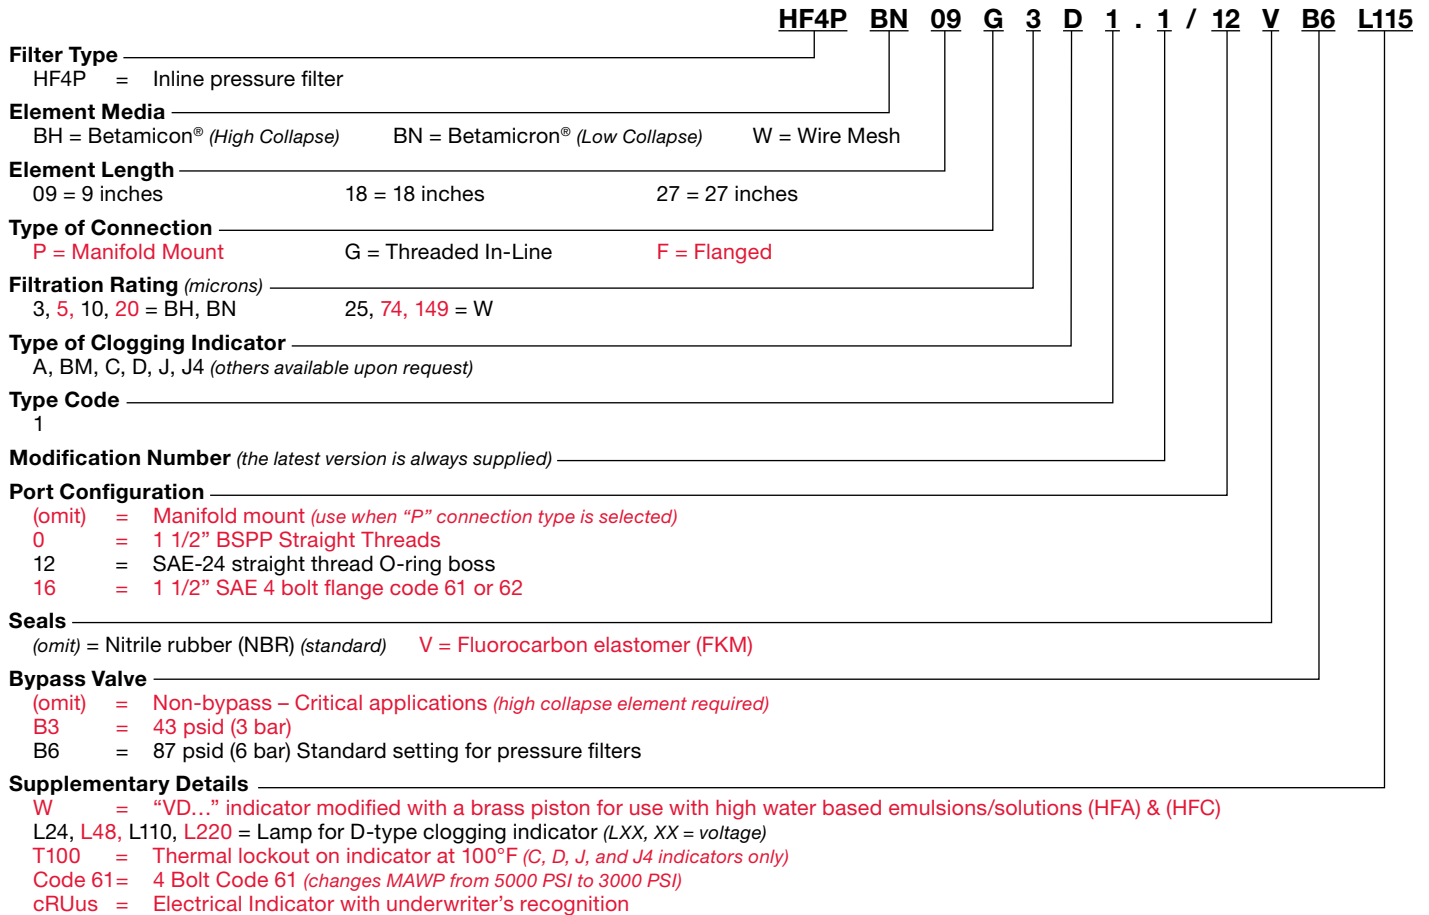 HF4P BN 09 G 3 D 1 . 1 / 12 V B6 L115
Filter Type
HF4P = Inline pressure filter
Element Media
BH = Betamicon® (High Collapse) BN = Betamicron® (Low Collapse) W = Wire Mesh
Element Length
09 = 9 inches 18 = 18 inches 27 = 27 inches
Type of Connection
P = Manifold Mount G = Threaded In-Line F = Flanged
Filtration Rating (microns)
3, 5, 10, 20 = BH, BN 25, 74, 149 = W
Type of Clogging Indicator
A, BM, C, D, J, J4 (others available upon request)
Type Code
1
Modification Number (the latest version is always supplied)
Port Configuration
(omit) = Manifold mount (use when “P” connection type is selected)
0 = 1 1/2” BSPP Straight Threads
12 = SAE-24 straight thread O-ring boss
16 = 1 1/2” SAE 4 bolt flange code 61 or 62
Seals
(omit) = Nitrile rubber (NBR) (standard) V = Fluorocarbon elastomer (FKM)
Bypass Valve
(omit) = Non-bypass – Critical applications (high collapse element required)
B3 = 43 psid (3 bar)
B6 = 87 psid (6 bar) Standard setting for pressure filters
Supplementary Details
W = “VD…” indicator modified with a brass piston for use with high water based emulsions/solutions (HFA) & (HFC)
L24, L48, L110, L220 = Lamp for D-type clogging indicator (LXX, XX = voltage)
T100 = Thermal lockout on indicator at 100°F (C, D, J, and J4 indicators only)
Code 61= 4 Bolt Code 61 (changes MAWP from 5000 PSI to 3000 PSI)
cRUus = Electrical Indicator with underwriter’s recognition